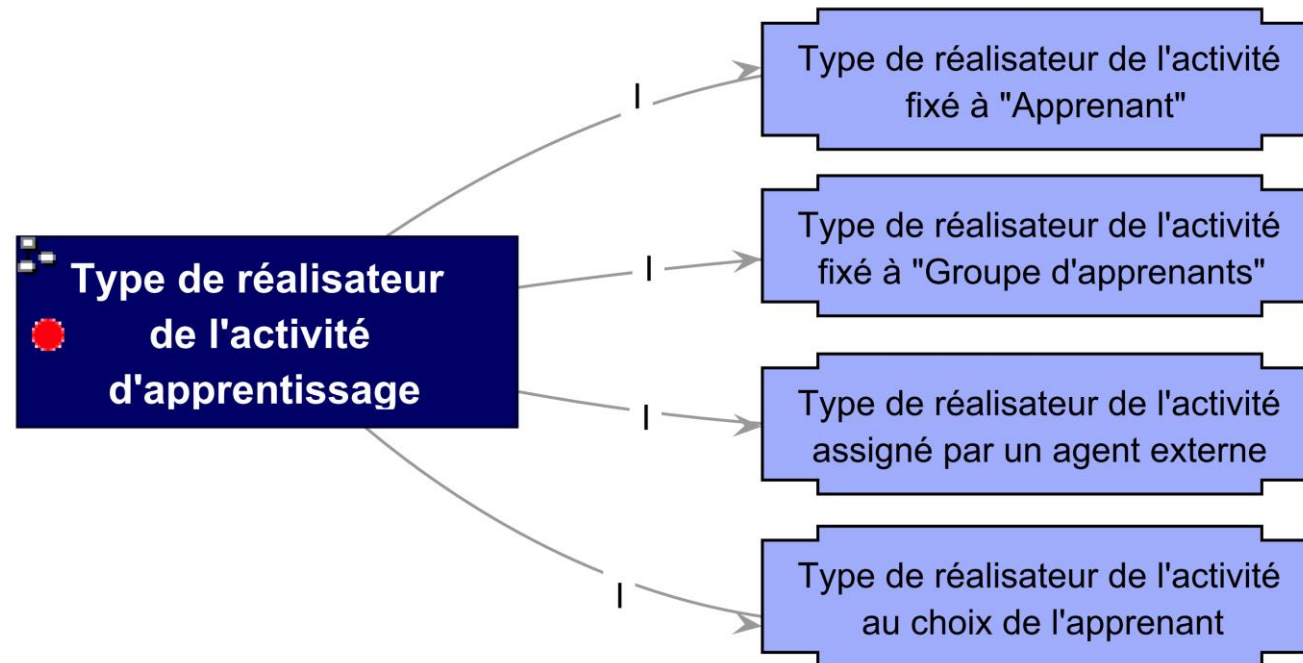 Type de réalisateur
de l'activité
d'apprentissage
I
Type de réalisateur de l'activité
fixé à "Apprenant"
I
Type de réalisateur de l'activité
fixé à "Groupe d'apprenants"
I
Type de réalisateur de l'activité
assigné par un agent externe
I
Type de réalisateur de l'activité
au choix de l'apprenant